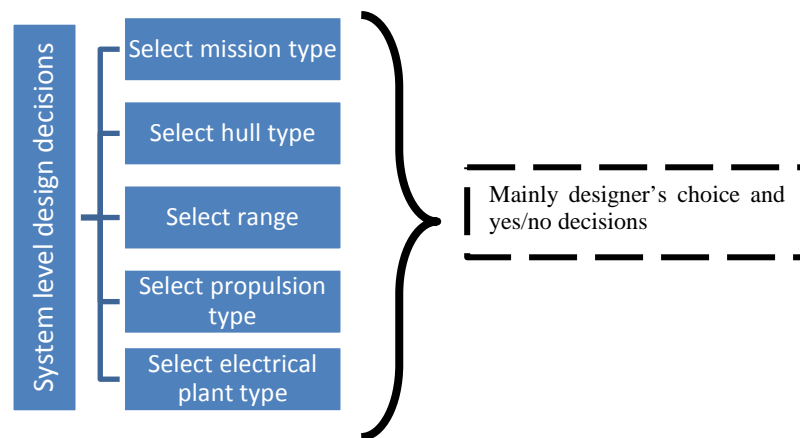 System level design decisions
Select mission type
Select hull type
Select range
Select propulsion
type
Select electrical
plant type
Mainly designer’s choice and
yes/no decisions